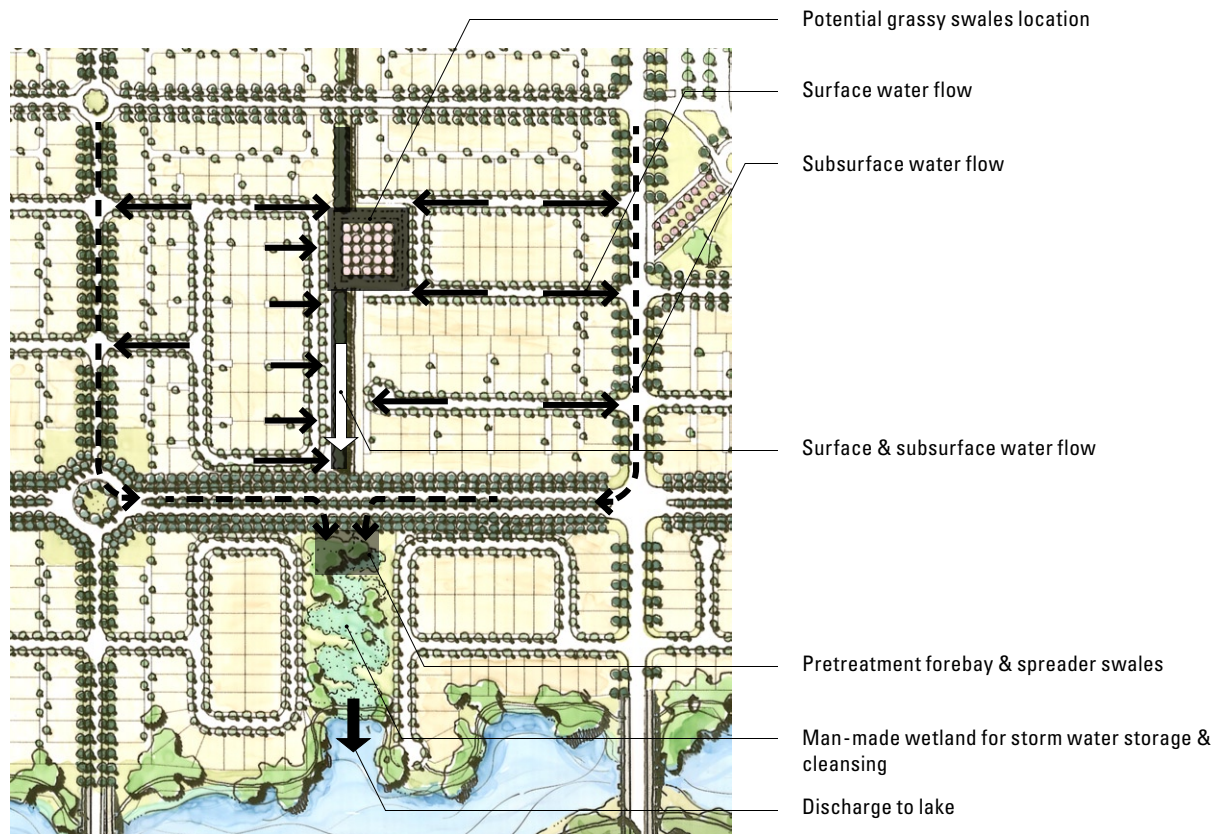 Potential grassy swales location
Surface water flow
Subsurface water flow
Surface & subsurface water flow
Pretreatment forebay & spreader swales
Man-made wetland for storm water storage &
cleansing
Discharge to lake